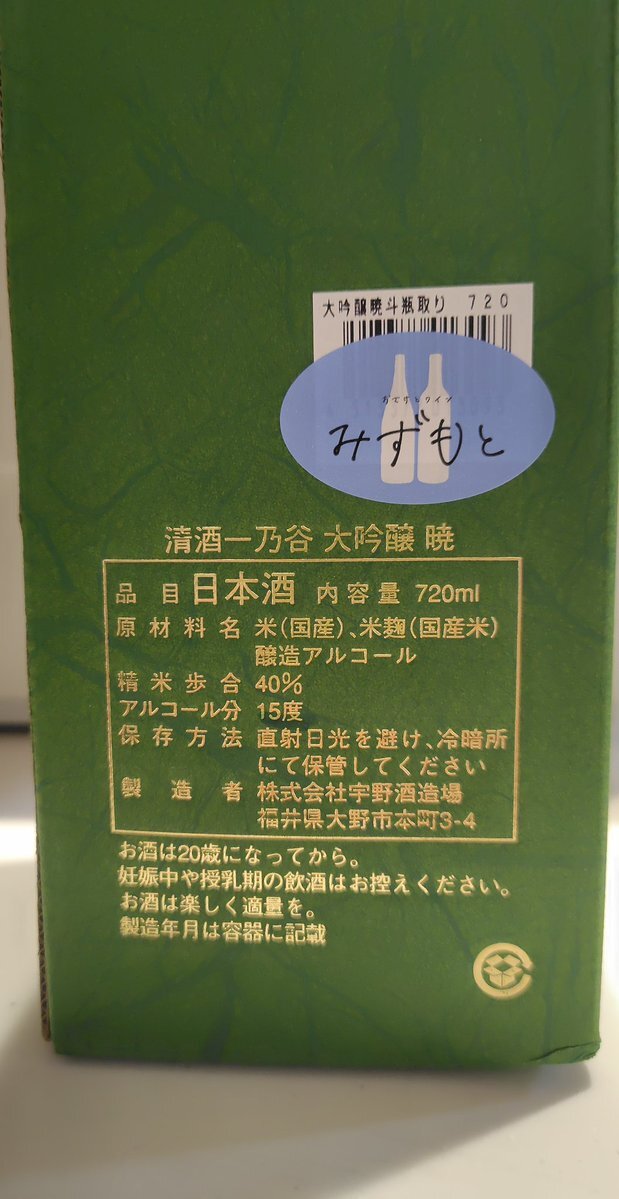 大吟醸暁斗瓶取り 720
みずもと
清酒一乃谷 大吟醸 暁
品目 日本酒 内容量 720ml
原材料名 米(国産)、米麹(国産米)
醸造アルコール
精米歩合 40%
アルコール分 15度
保存方法 直射日光を避け、冷暗所
にて保管してください
製造者 株式会社宇野酒造場
福井県大野市本町3-4
お酒は20歳になってから。
妊娠中や授乳期の飲酒はお控えください。
お酒は楽しく適量を。
製造年月は容器に記載